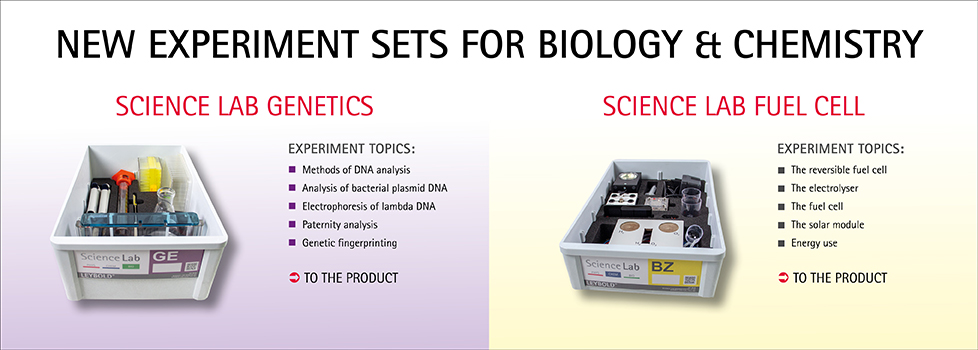 NEW EXPERIMENT SETS FOR BIOLOGY & CHEMISTRY
SCIENCE LAB GENETICS
EXPERIMENT TOPICS:
Methods of DNA analysis
Analysis of bacterial plasmid DNA
Electrophoresis of lambda DNA
Paternity analysis
Genetic fingerprinting
TO THE PRODUCT
Science Lab
GE
LEYBOLD
SCIENCE LAB FUEL CELL
EXPERIMENT TOPICS:
The reversible fuel cell
The electrolyser
The fuel cell
The solar module
Energy use
TO THE PRODUCT
Science Lab
BZ
LEYBOLD